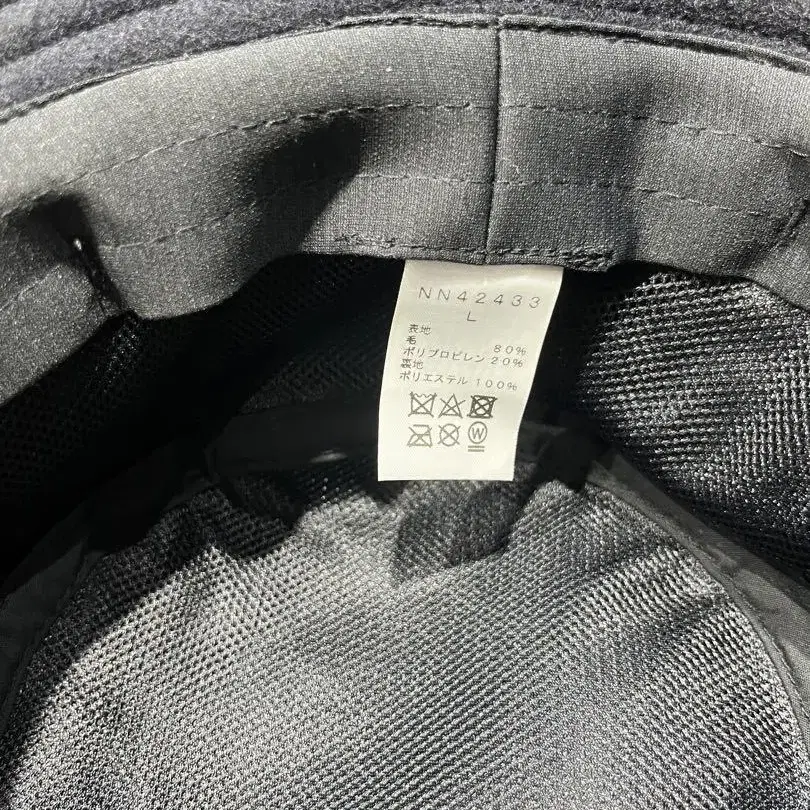 NN42433
L
表地
毛 80%
ポリプロピレン 20%
裏地
ポリエステル 100%
W